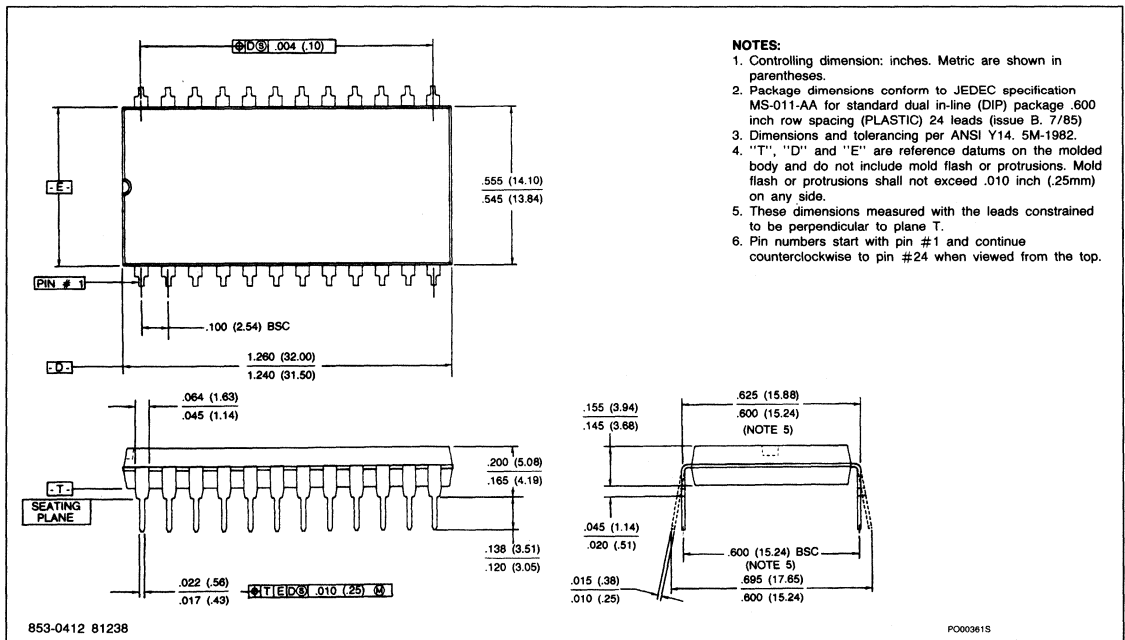 ⌖ D Ⓢ .004 (.10)
NOTES:
1. Controlling dimension: inches. Metric are shown in
parentheses.
2. Package dimensions conform to JEDEC specification
MS-011-AA for standard dual in-line (DIP) package .600
inch row spacing (PLASTIC) 24 leads (issue B. 7/85)
3. Dimensions and tolerancing per ANSI Y14. 5M-1982.
4. "T", "D" and "E" are reference datums on the molded
body and do not include mold flash or protrusions. Mold
flash or protrusions shall not exceed .010 inch (.25mm)
on any side.
5. These dimensions measured with the leads constrained
to be perpendicular to plane T.
6. Pin numbers start with pin #1 and continue
counterclockwise to pin #24 when viewed from the top.
- E -
.555 (14.10)
.545 (13.84)
PIN # 1
.100 (2.54) BSC
- D -
1.260 (32.00)
1.240 (31.50)
.064 (1.63)
.045 (1.14)
.200 (5.08)
.165 (4.19)
- T -
SEATING
PLANE
.138 (3.51)
.120 (3.05)
.022 (.56)
.017 (.43)
⌖ T E D Ⓢ .010 (.25) Ⓜ
.155 (3.94)
.145 (3.68)
.625 (15.88)
.600 (15.24)
(NOTE 5)
.045 (1.14)
.020 (.51)
.600 (15.24) BSC
(NOTE 5)
.695 (17.65)
.600 (15.24)
.015 (.38)
.010 (.25)
853-0412 81238
PO00361S